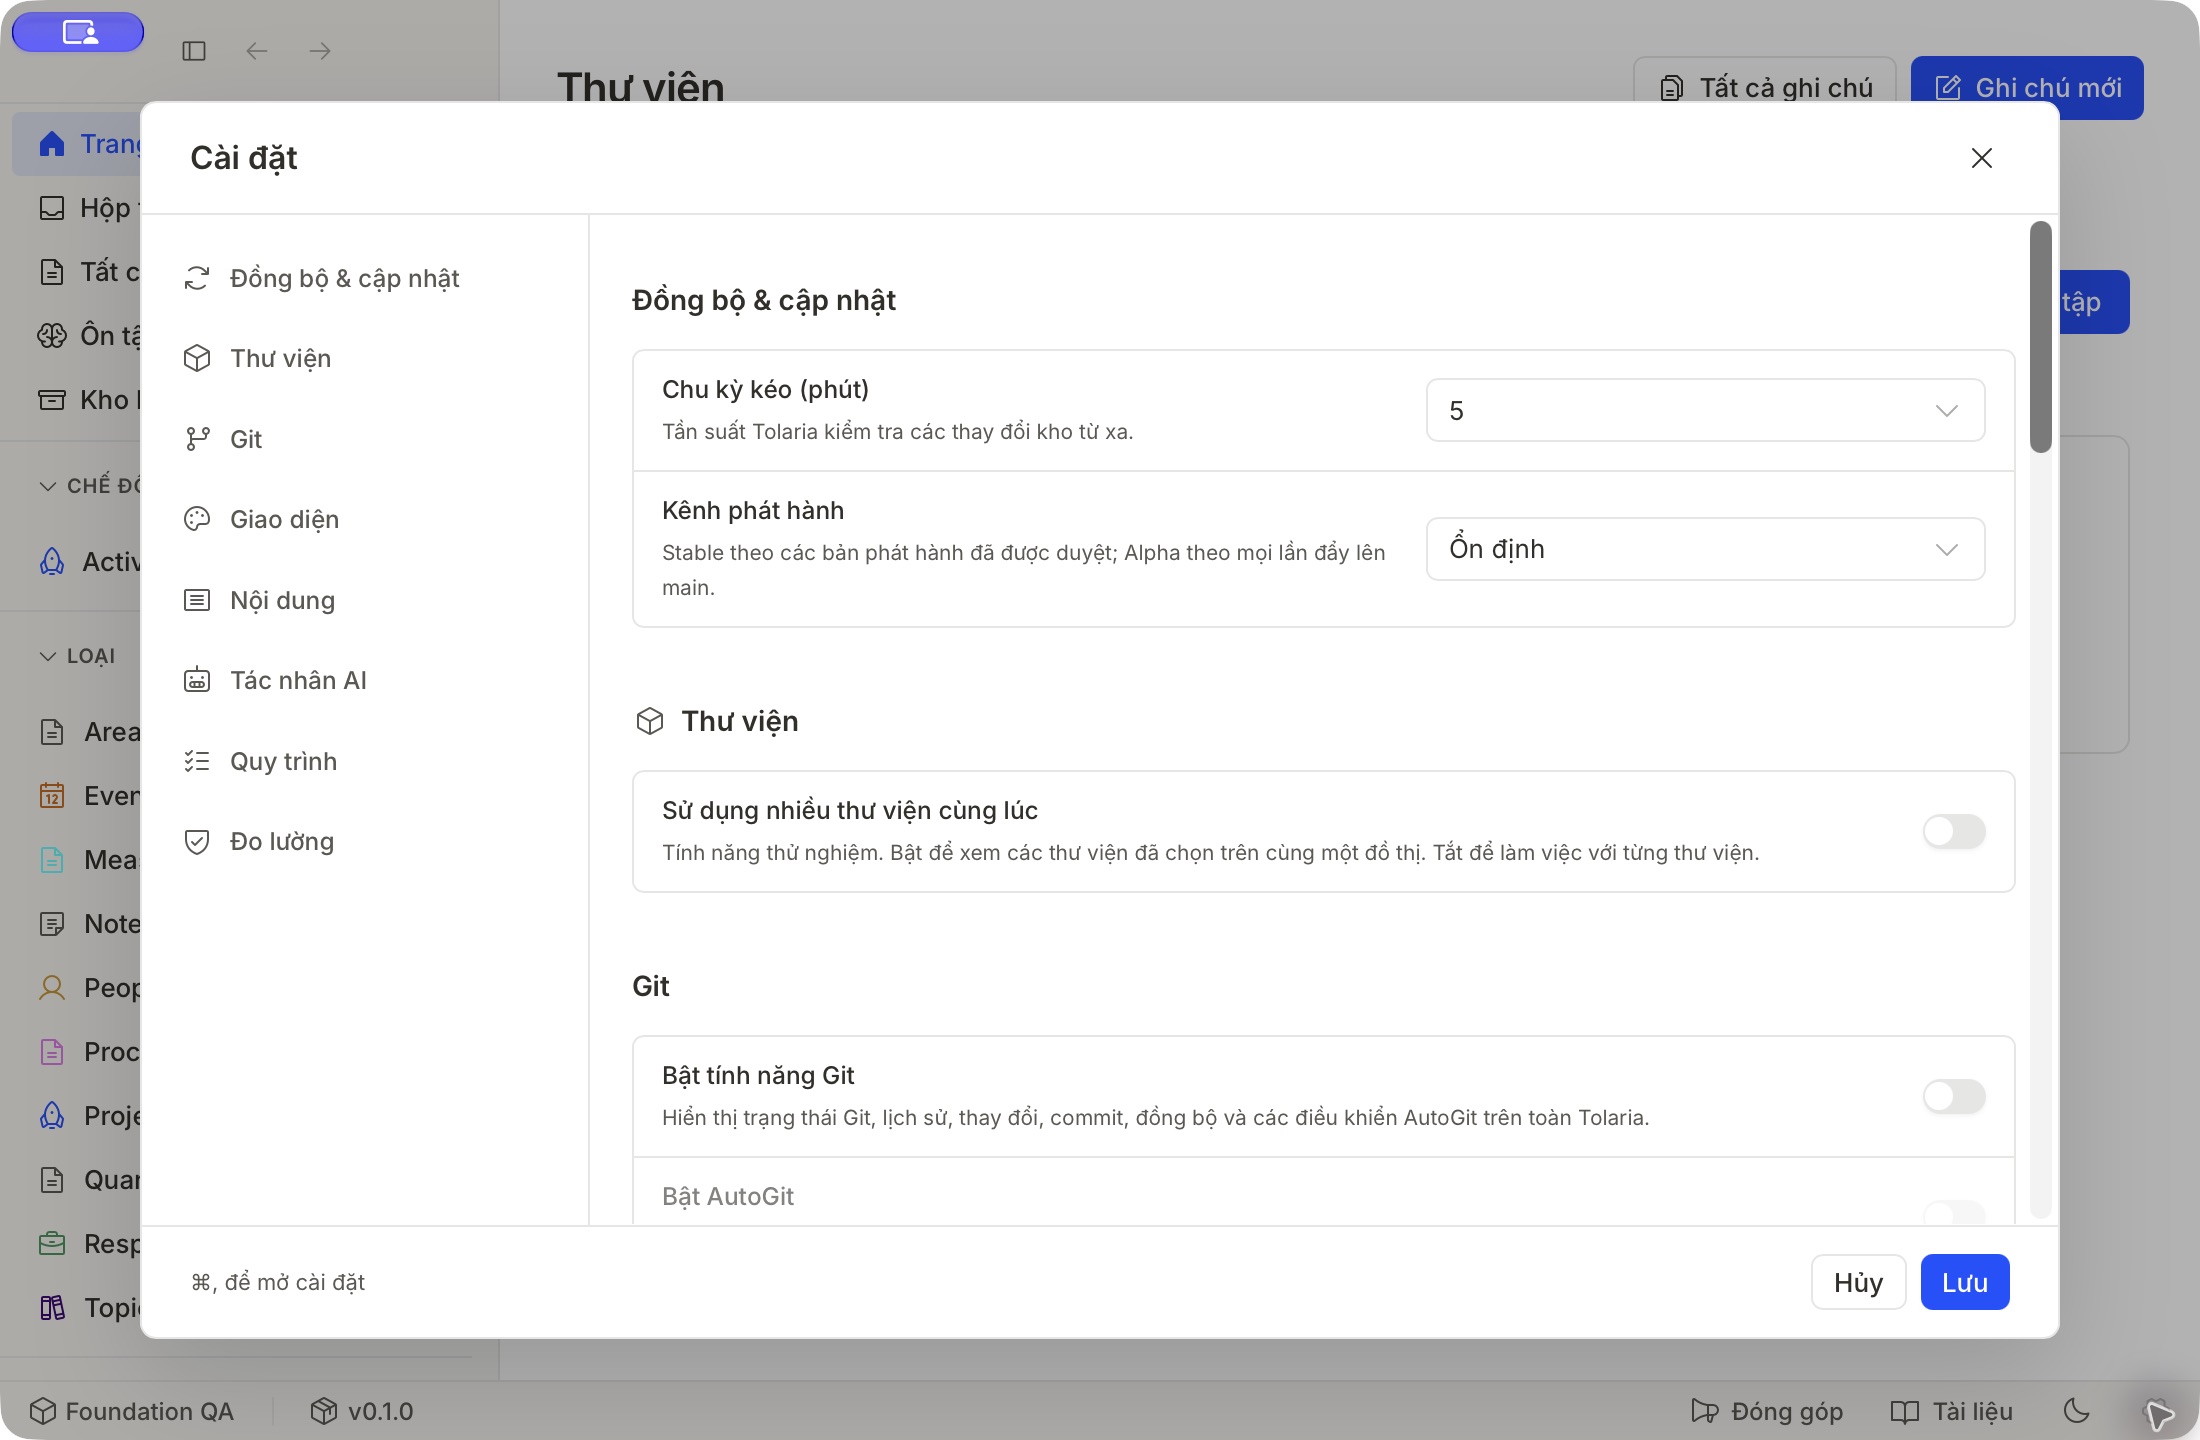 Thư viện
Tất cả ghi chú
Ghi chú mới
Trang
Hộp
Tất c
Ôn tậ
Kho
CHẾ ĐỘ
Activ
LOẠI
Area
Even
12
Mea
Note
Peop
Proc
Proje
Quar
Resp
Topi
tập
Cài đặt
Đồng bộ & cập nhật
Thư viện
Git
Giao diện
Nội dung
Tác nhân AI
Quy trình
Đo lường
Đồng bộ & cập nhật
Chu kỳ kéo (phút)
Tần suất Tolaria kiểm tra các thay đổi kho từ xa.
5
Kênh phát hành
Stable theo các bản phát hành đã được duyệt; Alpha theo mọi lần đẩy lên
main.
Ổn định
Thư viện
Sử dụng nhiều thư viện cùng lúc
Tính năng thử nghiệm. Bật để xem các thư viện đã chọn trên cùng một đồ thị. Tắt để làm việc với từng thư viện.
Git
Bật tính năng Git
Hiển thị trạng thái Git, lịch sử, thay đổi, commit, đồng bộ và các điều khiển AutoGit trên toàn Tolaria.
Bật AutoGit
⌘, để mở cài đặt
Hủy
Lưu
Foundation QA
v0.1.0
Đóng góp
Tài liệu